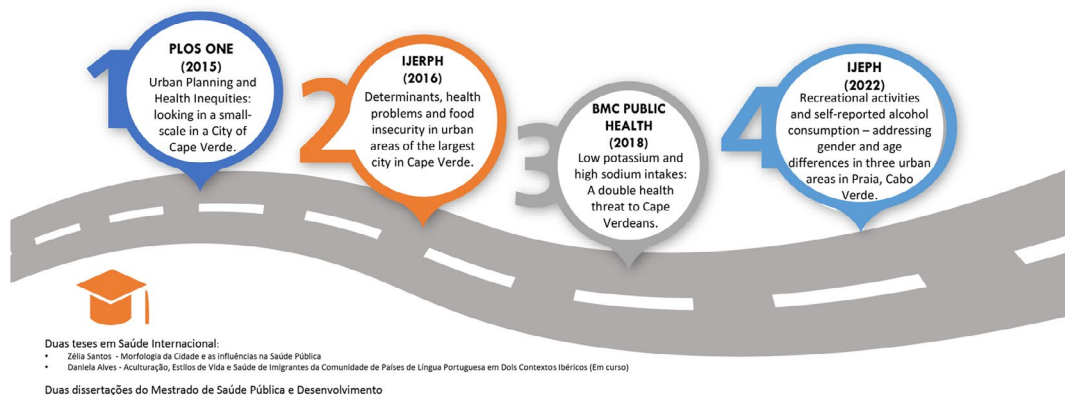 1
PLOS ONE
(2015)
Urban Planning and
Health Inequities:
looking in a small-
scale in a City of
Cape Verde.
2
IJERPH
(2016)
Determinants, health
problems and food
insecurity in urban
areas of the largest
city in Cape Verde.
3
BMC PUBLIC
HEALTH
(2018)
Low potassium and
high sodium intakes:
A double health
threat to Cape
Verdeans.
4
IJEPH
(2022)
Recreational activities
and self-reported alcohol
consumption – addressing
gender and age
differences in three urban
areas in Praia, Cabo
Verde.
Duas teses em Saúde Internacional:
• Zélia Santos - Morfologia da Cidade e as influências na Saúde Pública
• Daniela Alves - Aculturação, Estilos de Vida e Saúde de Imigrantes da Comunidade de Países de Língua Portuguesa em Dois Contextos Ibéricos (Em curso)
Duas dissertações do Mestrado de Saúde Pública e Desenvolvimento